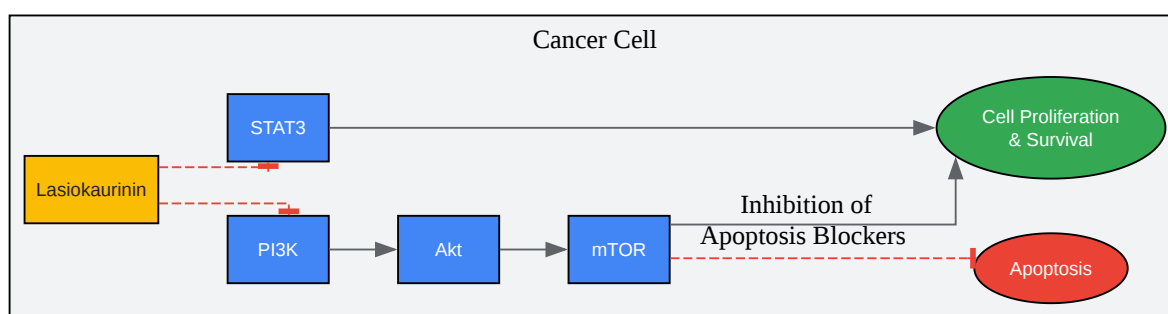 Cancer Cell
STAT3
Cell Proliferation
& Survival
Lasiokaurinin
PI3K
Akt
mTOR
Inhibition of
Apoptosis Blockers
Apoptosis